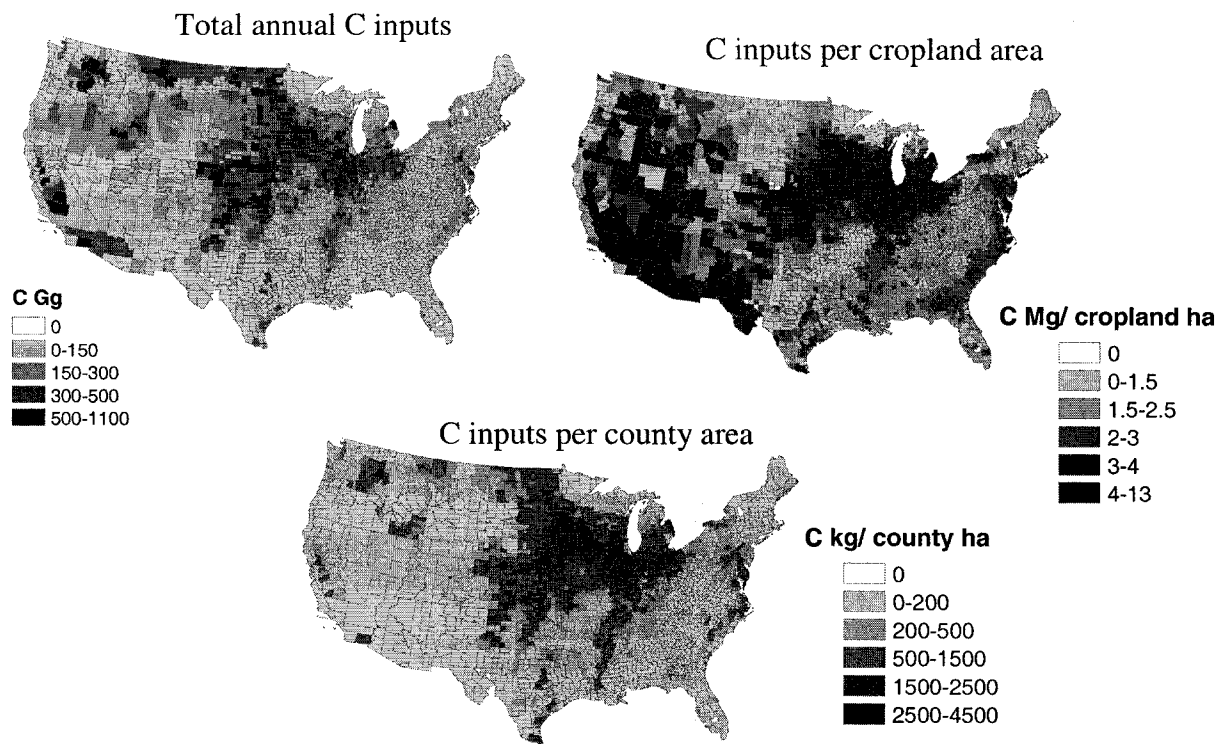 Total annual C inputs
C inputs per cropland area
C Gg
0
0-150
150-300
300-500
500-1100
C Mg/ cropland ha
0
0-1.5
1.5-2.5
2-3
3-4
4-13
C inputs per county area
C kg/ county ha
0
0-200
200-500
500-1500
1500-2500
2500-4500